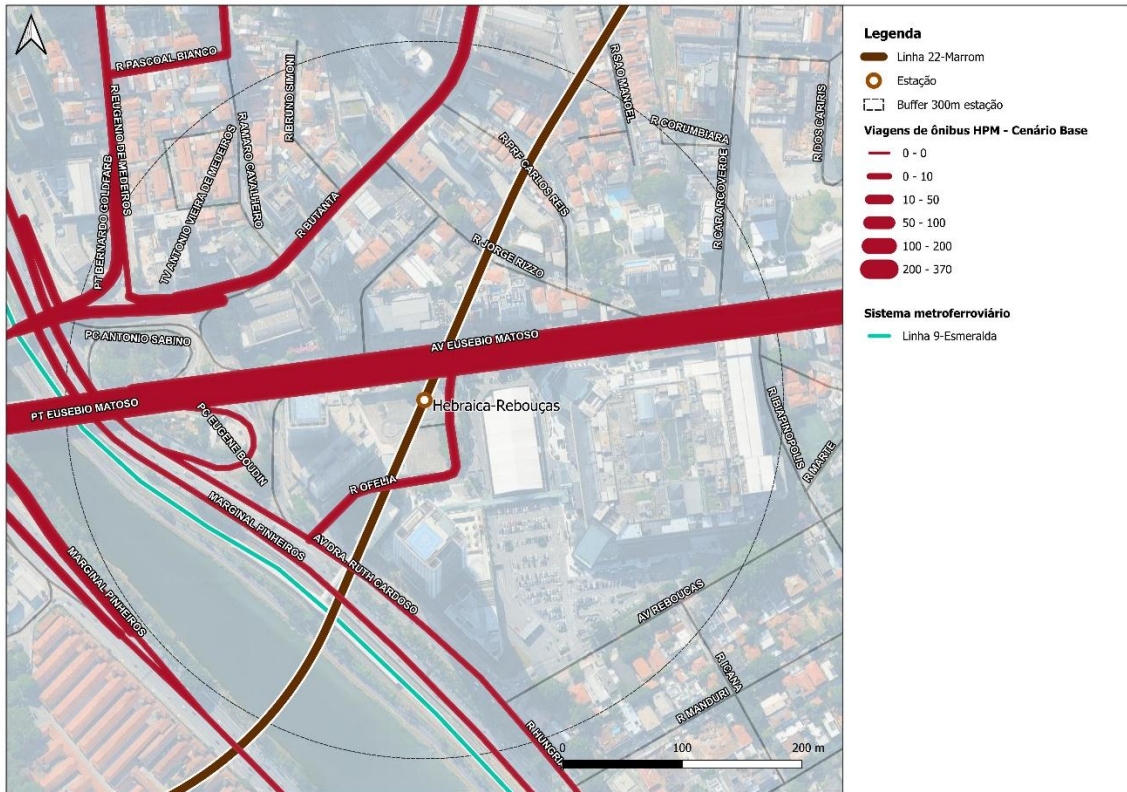 R PASCOAL BIANCO
R EUGENIO DE MEDEIROS
PT BERNARDO GOLDFARB
TV ANTONIO VIEIRA DE MEDEIROS
R AMARO CAVALHEIRO
R BRUNO SIMONI
R BUTANTA
R SAO MANOEL
R CORUMBIARA
R DOS CARIRIS
R PRF CARLOS REIS
R CAR ARCOVERDE
R JORGE RIZZO
PC ANTONIO SABINO
AV EUSEBIO MATOSO
PT EUSEBIO MATOSO
Hebraica-Rebouças
PC EUGENE BOUDIN
R IBIAPINOPOLIS
R MARTE
R OFELIA
MARGINAL PINHEIROS
AV DRA. RUTH CARDOSO
MARGINAL PINHEIROS
AV REBOUCAS
R ICANA
R MANDURI
R HUNGRIA
0 100 200 m
Legenda
Linha 22-Marrom
Estação
Buffer 300m estação
Viagens de ônibus HPM - Cenário Base
0 - 0
0 - 10
10 - 50
50 - 100
100 - 200
200 - 370
Sistema metroferroviário
Linha 9-Esmeralda